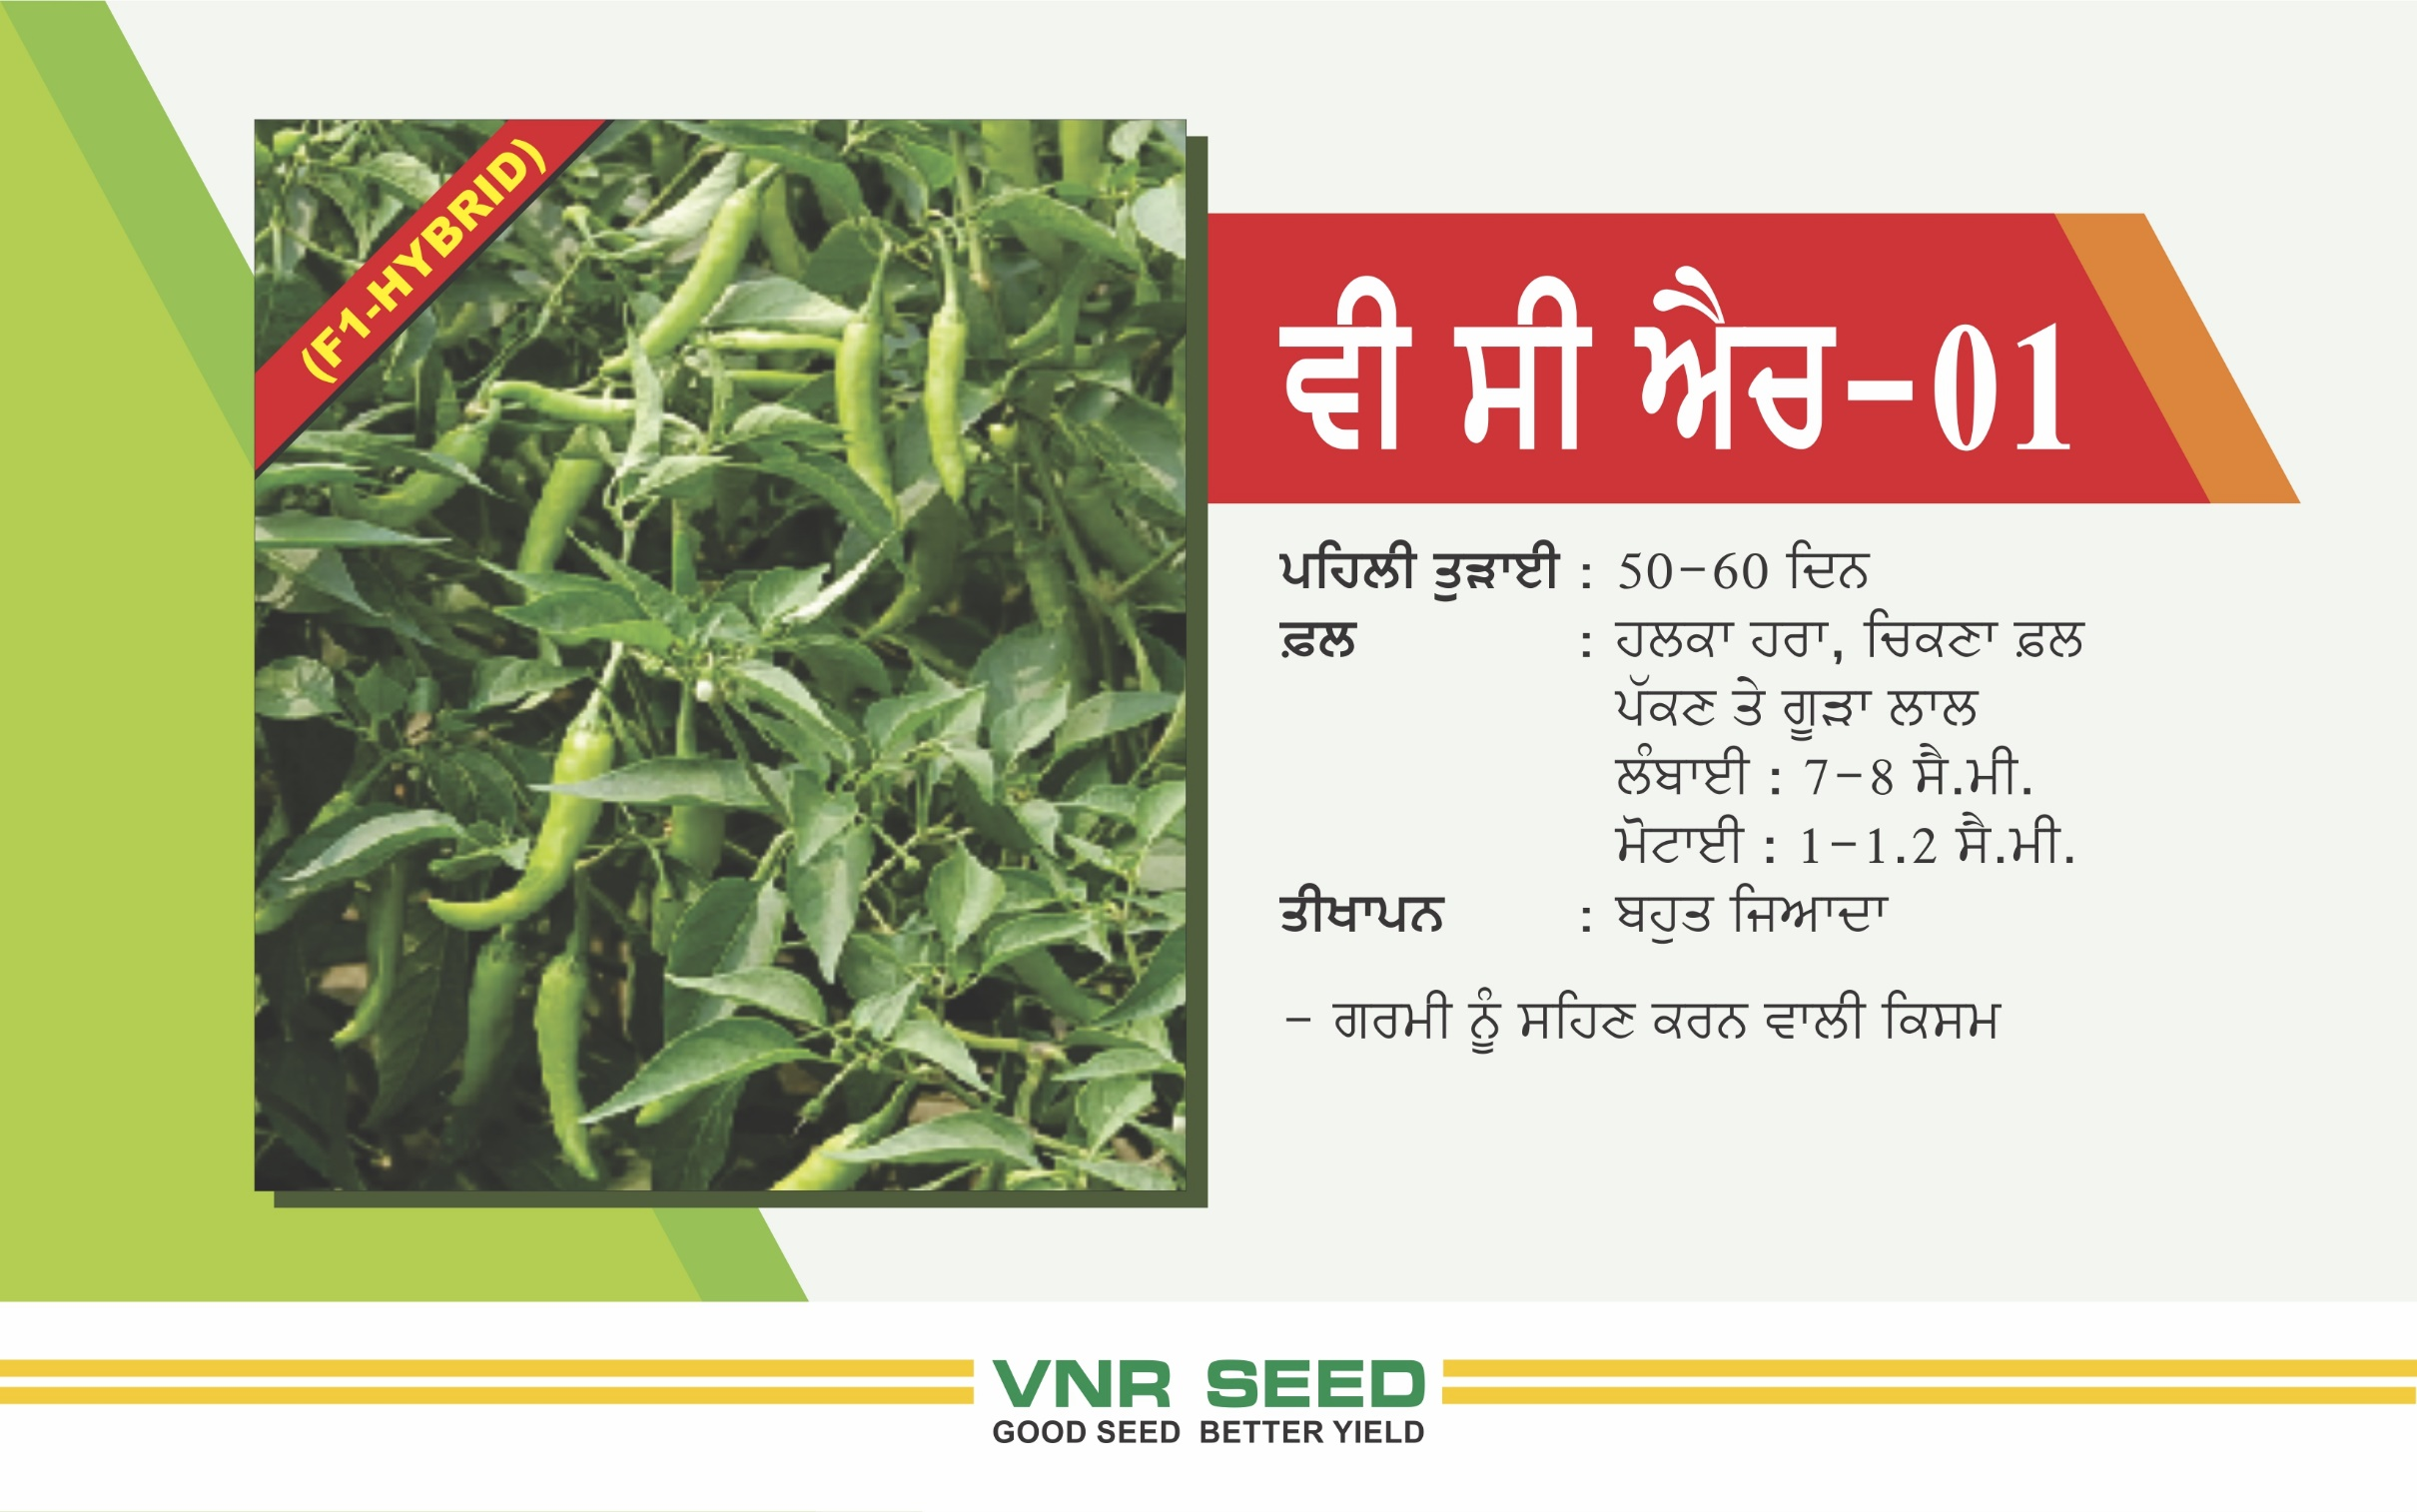 (F1-HYBRID)
ਵੀ ਸੀ ਐਚ-01
ਪਹਿਲੀ ਤੁੜਾਈ : 50-60 ਦਿਨ
ਫ਼ਲ : ਹਲਕਾ ਹਰਾ, ਚਿਕਣਾ ਫ਼ਲ
ਪੱਕਣ ਤੇ ਗੂੜਾ ਲਾਲ
ਲੰਬਾਈ : 7-8 ਸੈ.ਮੀ.
ਮੋਟਾਈ : 1-1.2 ਸੈ.ਮੀ.
ਤੀਖਾਪਨ : ਬਹੁਤ ਜਿਆਦਾ
- ਗਰਮੀ ਨੂੰ ਸਹਿਣ ਕਰਨ ਵਾਲੀ ਕਿਸਮ
VNR SEED
GOOD SEED BETTER YIELD